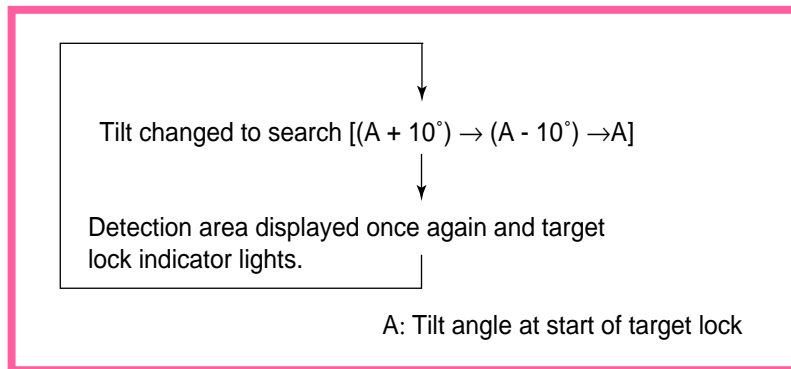 Tilt changed to search [(A + 10°) → (A - 10°) →A]
Detection area displayed once again and target
lock indicator lights.
A: Tilt angle at start of target lock